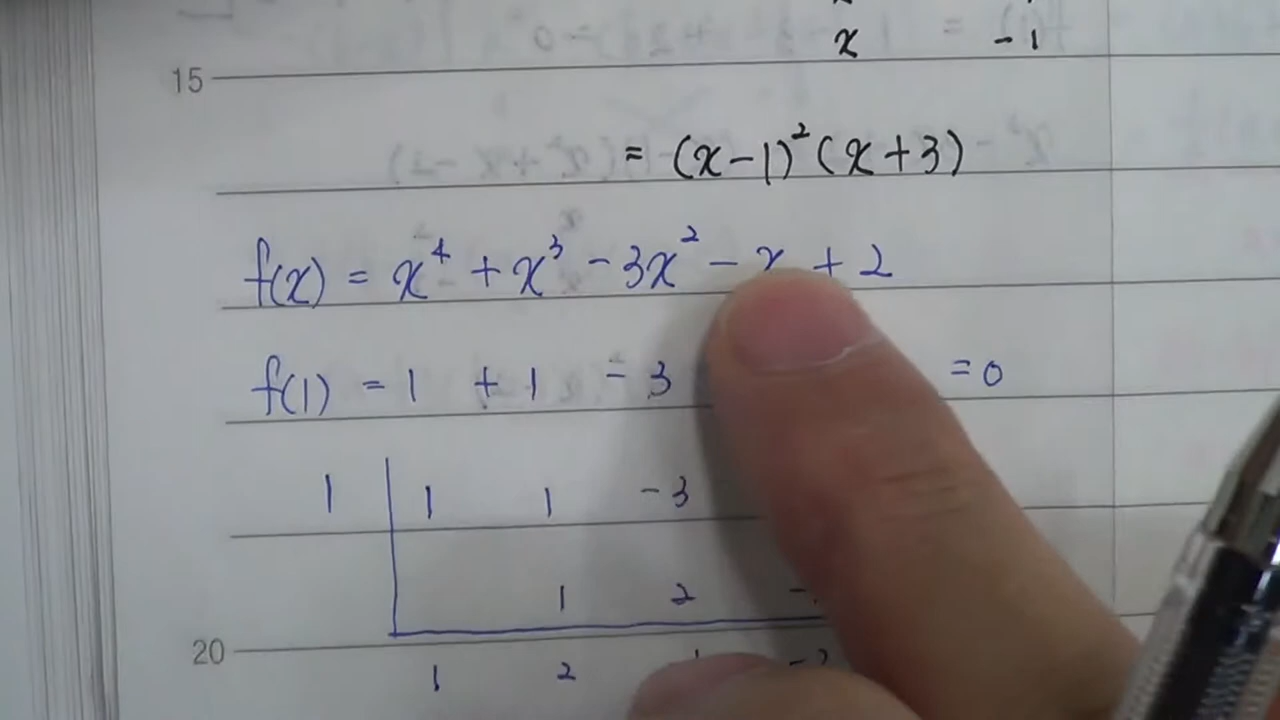 x -1
15
= (x-1)²(x+3)
f(x) = x⁴ + x³ - 3x² - x + 2
f(1) = 1 + 1 - 3 = 0
1 1 1 -3
1 2
20
1 2